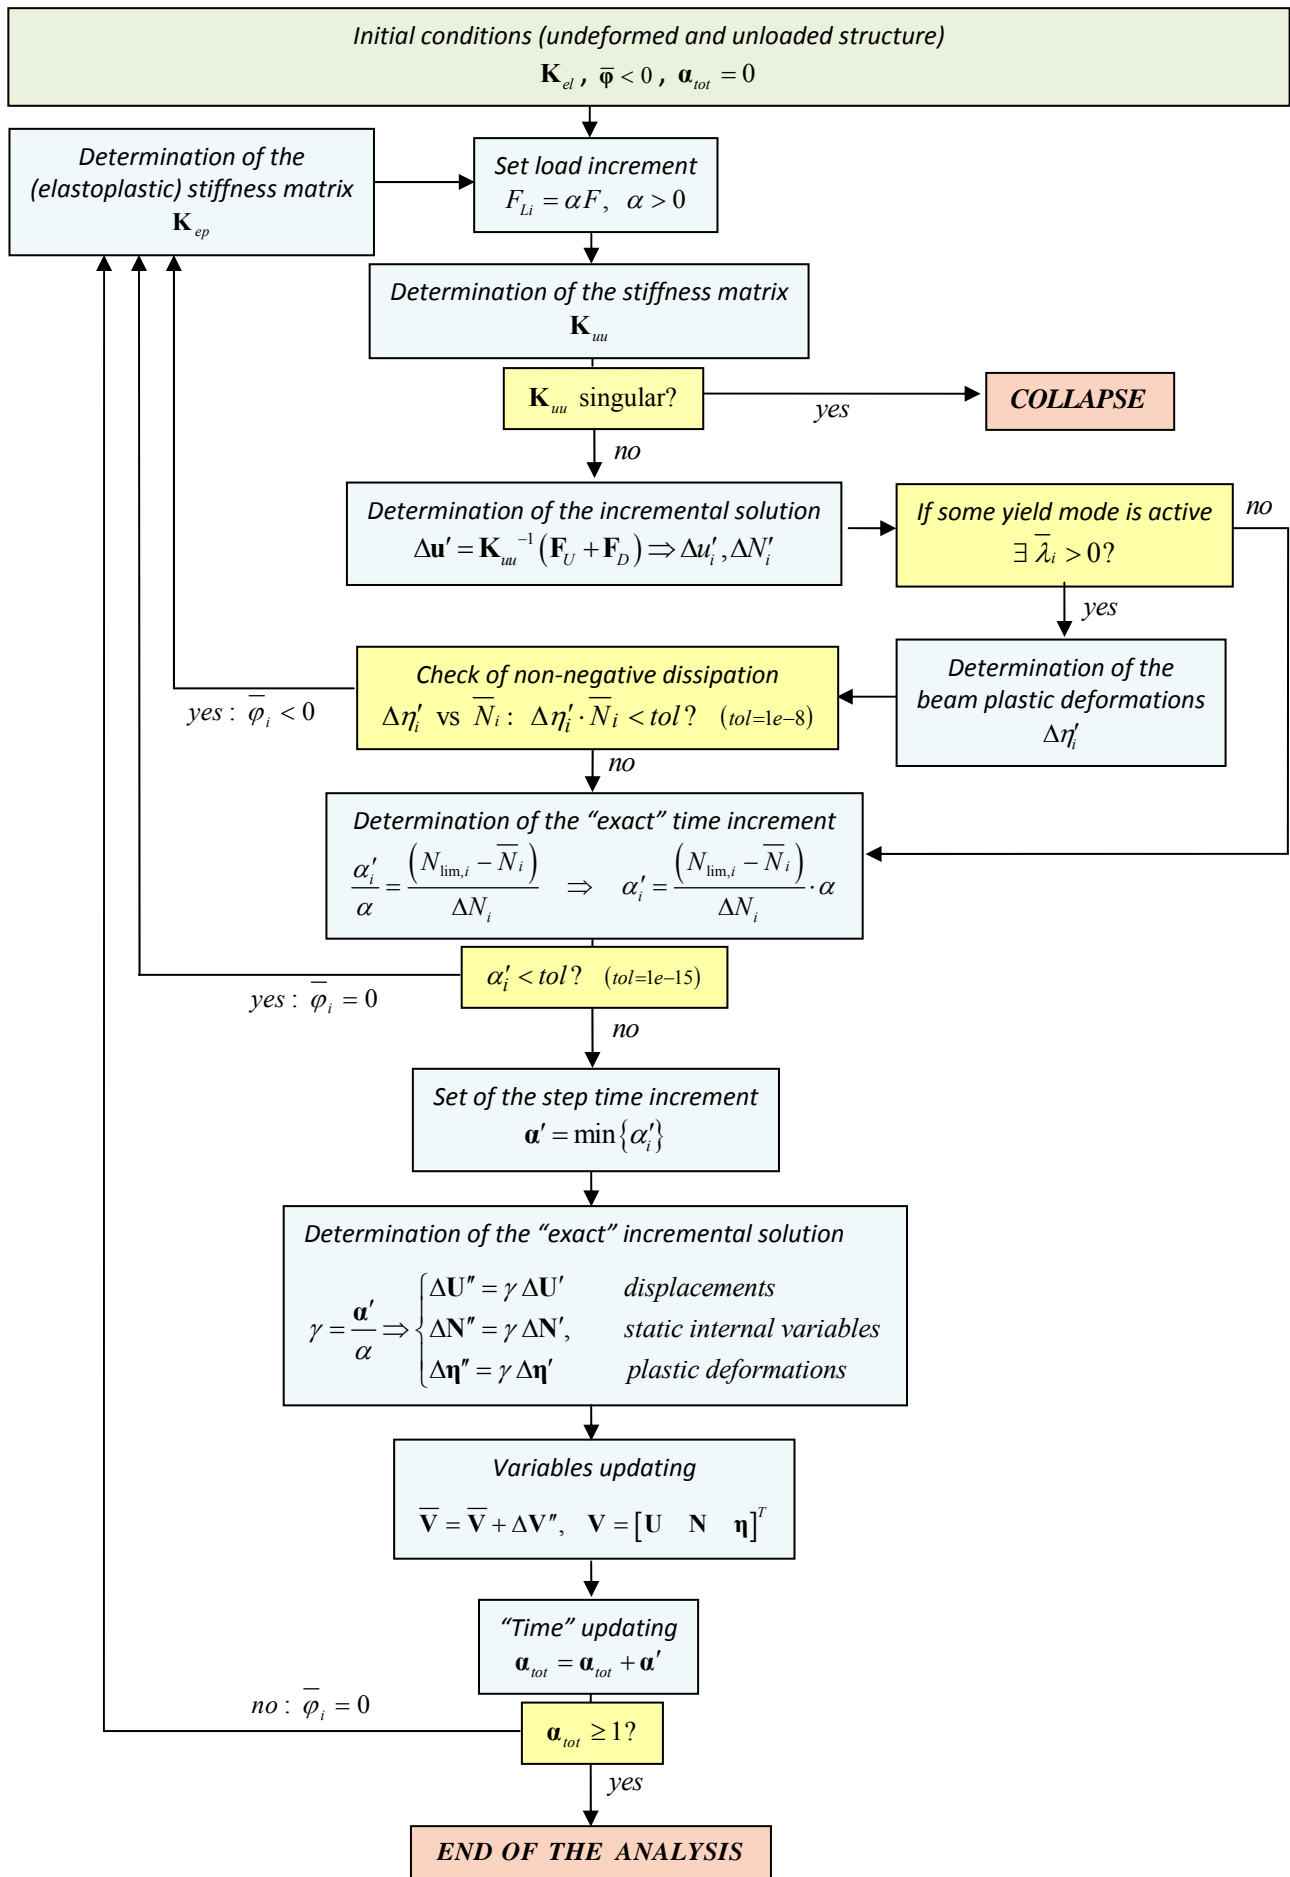 Initial conditions (undeformed and unloaded structure)
K_el , φ̅ < 0 , α_tot = 0
Determination of the
(elastoplastic) stiffness matrix
K_ep
Set load increment
F_Li = αF, α > 0
Determination of the stiffness matrix
K_uu
K_uu singular?
yes
COLLAPSE
no
Determination of the incremental solution
Δu′ = K_uu⁻¹ (F_U + F_D) ⇒ Δu′_i, ΔN′_i
If some yield mode is active
∃ λ̅_i > 0?
no
yes
Determination of the
beam plastic deformations
Δη′_i
Check of non-negative dissipation
Δη′_i vs N̅_i : Δη′_i · N̅_i < tol? (tol=1e−8)
yes : φ̅_i < 0
no
Determination of the “exact” time increment
α′_i / α = (N_lim,i − N̅_i) / ΔN_i ⇒ α′_i = (N_lim,i − N̅_i) / ΔN_i · α
α′_i < tol? (tol=1e−15)
yes : φ̅_i = 0
no
Set of the step time increment
α′ = min{α′_i}
Determination of the “exact” incremental solution
γ = α′ / α ⇒ { ΔU″ = γ ΔU′ displacements
ΔN″ = γ ΔN′, static internal variables
Δη″ = γ Δη′ plastic deformations
Variables updating
V̅ = V̅ + ΔV″, V = [U N η]^T
“Time” updating
α_tot = α_tot + α′
no : φ̅_i = 0
α_tot ≥ 1?
yes
END OF THE ANALYSIS